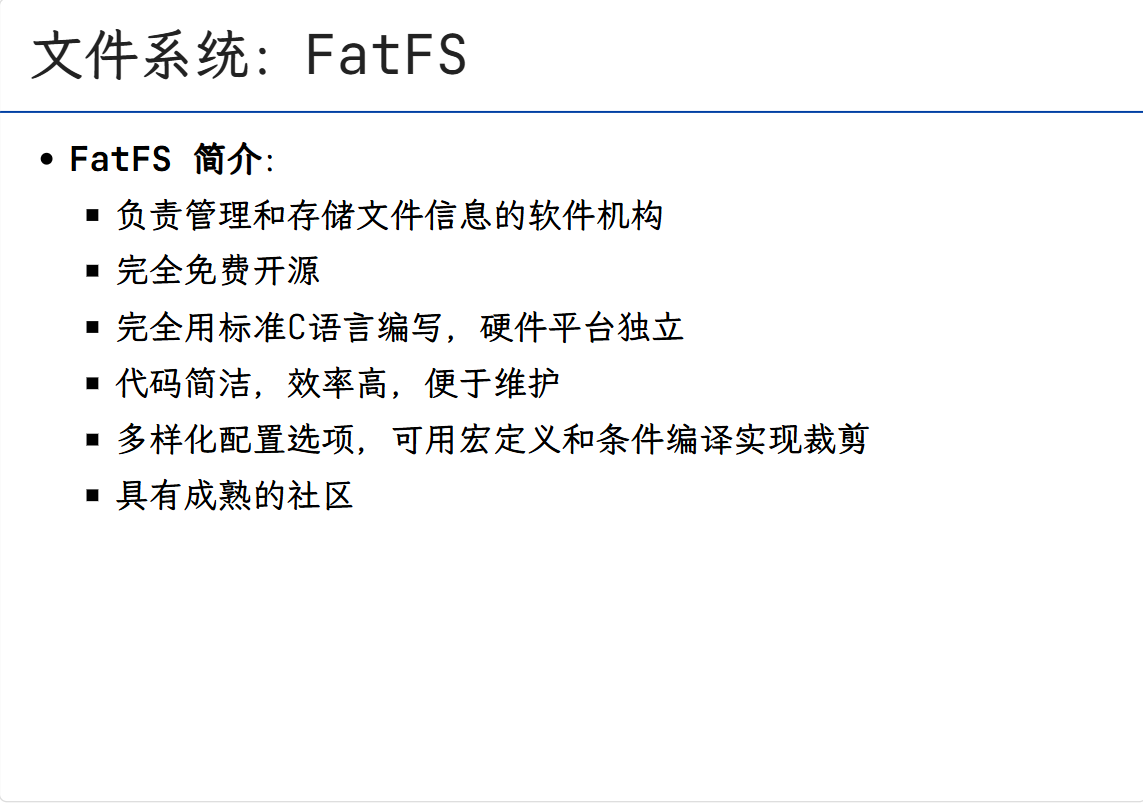 文件系统：FatFS
• FatFS 简介：
▪ 负责管理和存储文件信息的软件机构
▪ 完全免费开源
▪ 完全用标准C语言编写，硬件平台独立
▪ 代码简洁，效率高，便于维护
▪ 多样化配置选项，可用宏定义和条件编译实现裁剪
▪ 具有成熟的社区